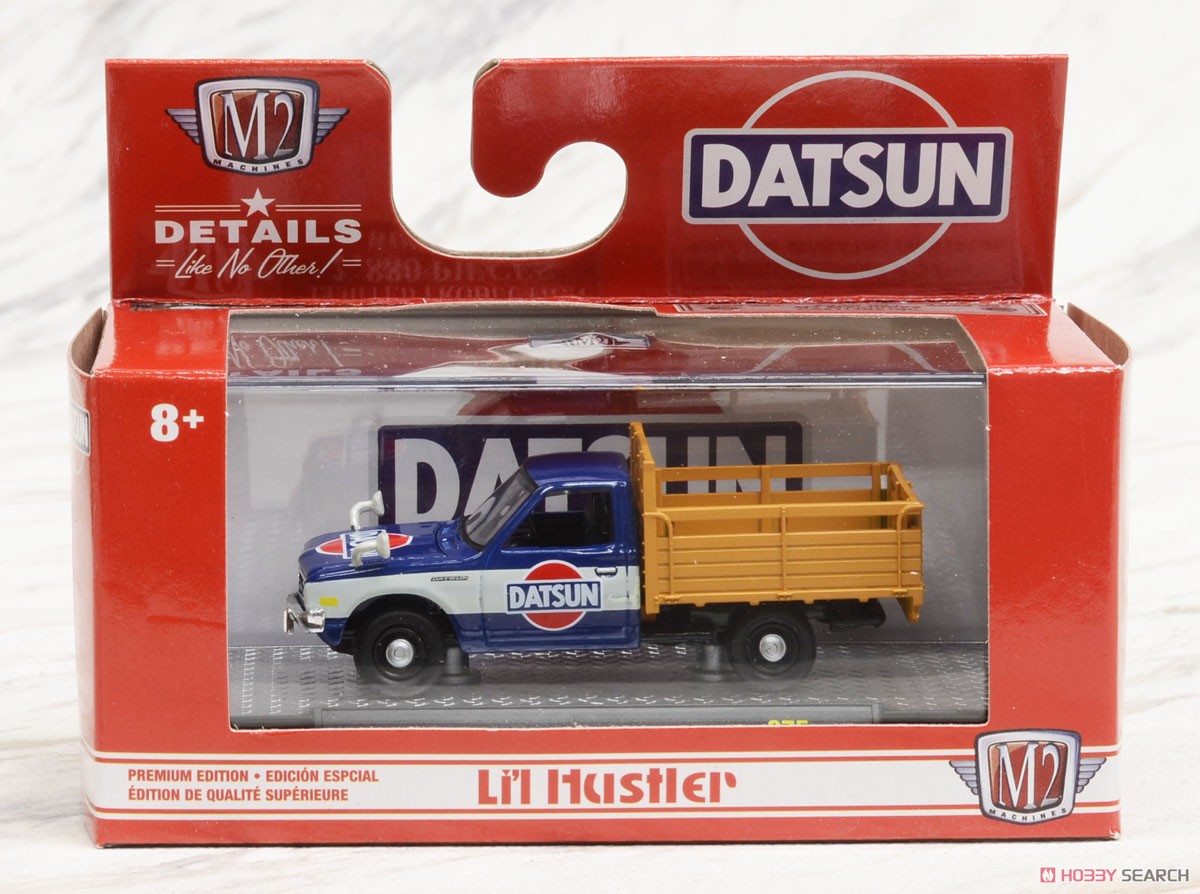 M2
MACHINES
DETAILS
Like No Other!
DATSUN
8+
DATSUN
DATSUN
DATSUN
PREMIUM EDITION • EDICIÓN ESPCIAL
ÉDITION DE QUALITÉ SUPÉRIEURE
Li'l Hustler
M2
MACHINES
HOBBY SEARCH